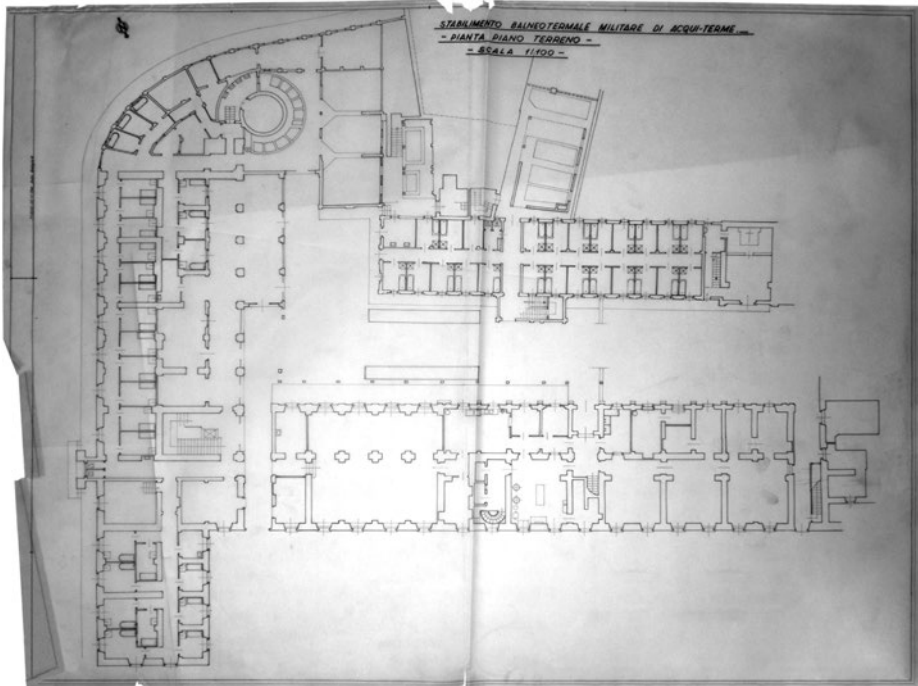 STABILIMENTO BALNEOTERMALE MILITARE DI ACQUI-TERME
- PIANTA PIANO TERRENO -
- SCALA 1:100 -